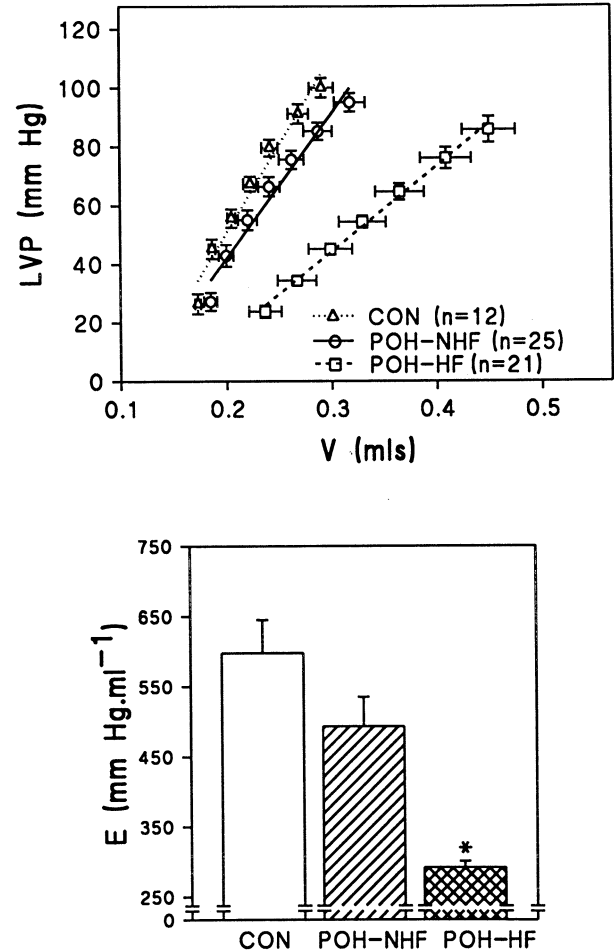 120
100
80
60
40
20
0
LVP (mm Hg)
CON (n=12)
POH-NHF (n=25)
POH-HF (n=21)
0.1 0.2 0.3 0.4 0.5
V (mls)
750
650
550
450
350
250
0
E (mm Hg.ml⁻¹)
*
CON POH-NHF POH-HF